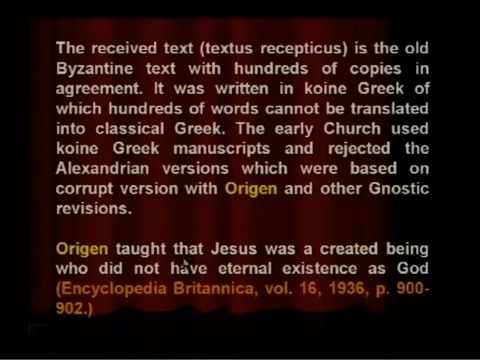 The received text (textus recepticus) is the old
Byzantine text with hundreds of copies in
agreement. It was written in koine Greek of
which hundreds of words cannot be translated
into classical Greek. The early Church used
koine Greek manuscripts and rejected the
Alexandrian versions which were based on
corrupt version with Origen and other Gnostic
revisions.
Origen taught that Jesus was a created being
who did not have eternal existence as God
(Encyclopedia Britannica, vol. 16, 1936, p. 900-
902.)